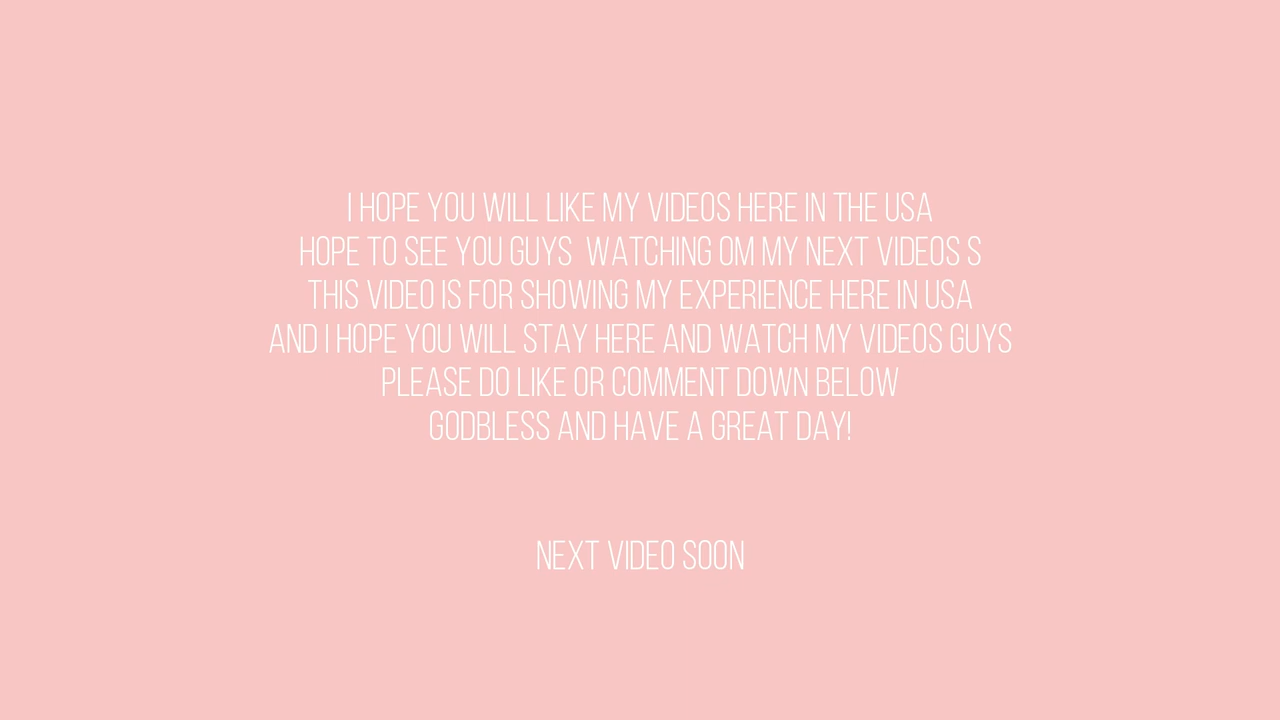 I HOPE YOU WILL LIKE MY VIDEOS HERE IN THE USA
HOPE TO SEE YOU GUYS  WATCHING OM MY NEXT VIDEOS S
THIS VIDEO IS FOR SHOWING MY EXPERIENCE HERE IN USA
AND I HOPE YOU WILL STAY HERE AND WATCH MY VIDEOS GUYS
PLEASE DO LIKE OR COMMENT DOWN BELOW
GODBLESS AND HAVE A GREAT DAY!
NEXT VIDEO SOON